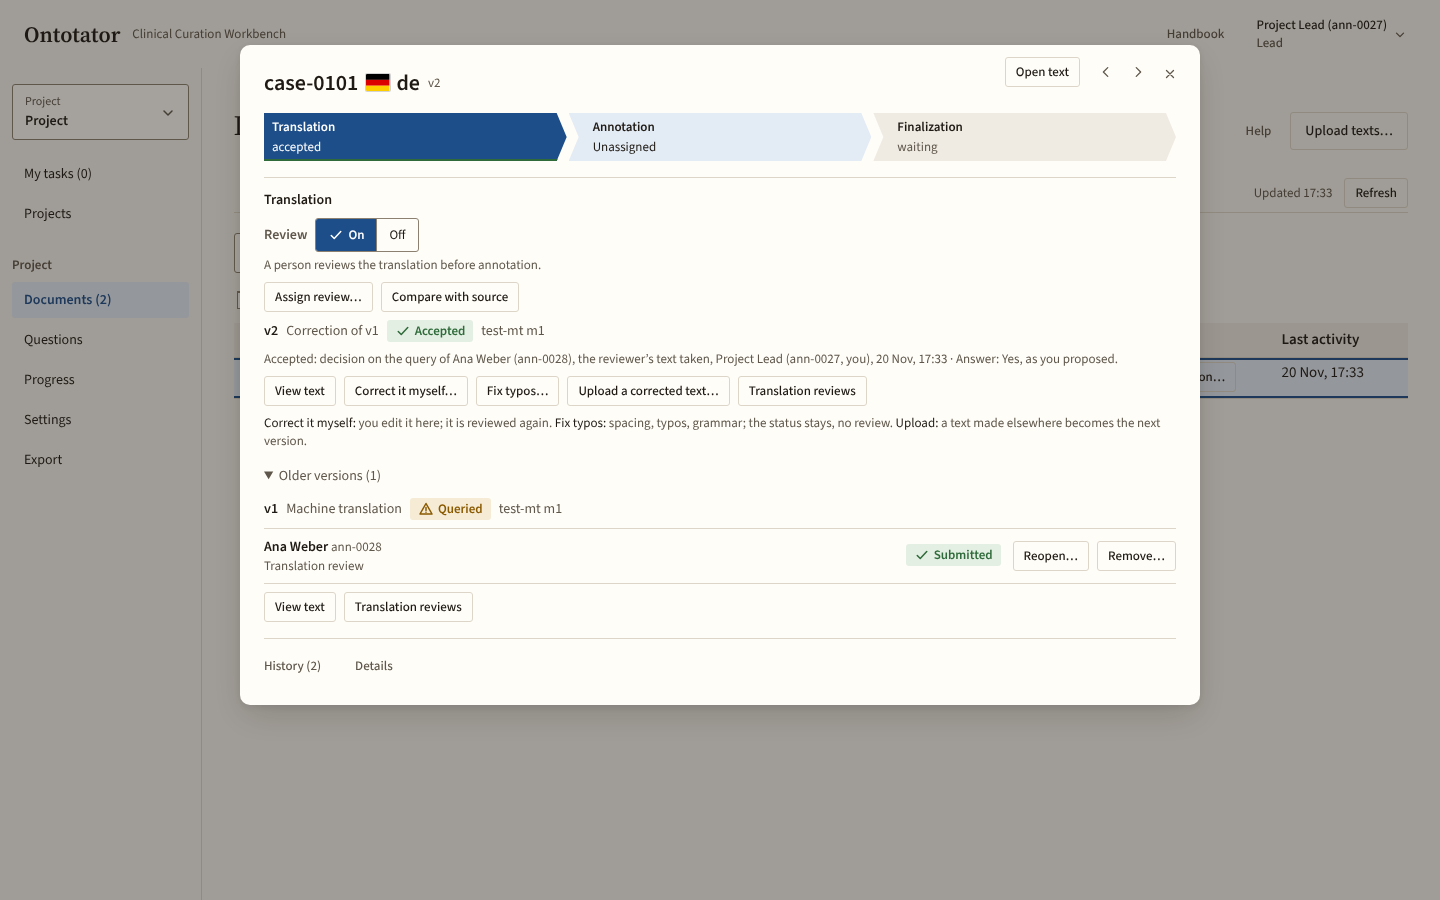 Ontotator Clinical Curation Workbench
Handbook
Project Lead (ann-0027)
Lead
Project
Project
My tasks (0)
Projects
Project
Documents (2)
Questions
Progress
Settings
Export
Help
Upload texts…
Updated 17:33
Refresh
Last activity
on…
20 Nov, 17:33
case-0101 de v2
Open text
Translation
accepted
Annotation
Unassigned
Finalization
waiting
Translation
Review On Off
A person reviews the translation before annotation.
Assign review… Compare with source
v2 Correction of v1 Accepted test-mt m1
Accepted: decision on the query of Ana Weber (ann-0028), the reviewer’s text taken, Project Lead (ann-0027, you), 20 Nov, 17:33 · Answer: Yes, as you proposed.
View text Correct it myself… Fix typos… Upload a corrected text… Translation reviews
Correct it myself: you edit it here; it is reviewed again. Fix typos: spacing, typos, grammar; the status stays, no review. Upload: a text made elsewhere becomes the next
version.
Older versions (1)
v1 Machine translation Queried test-mt m1
Ana Weber ann-0028
Translation review
Submitted Reopen… Remove…
View text Translation reviews
History (2) Details